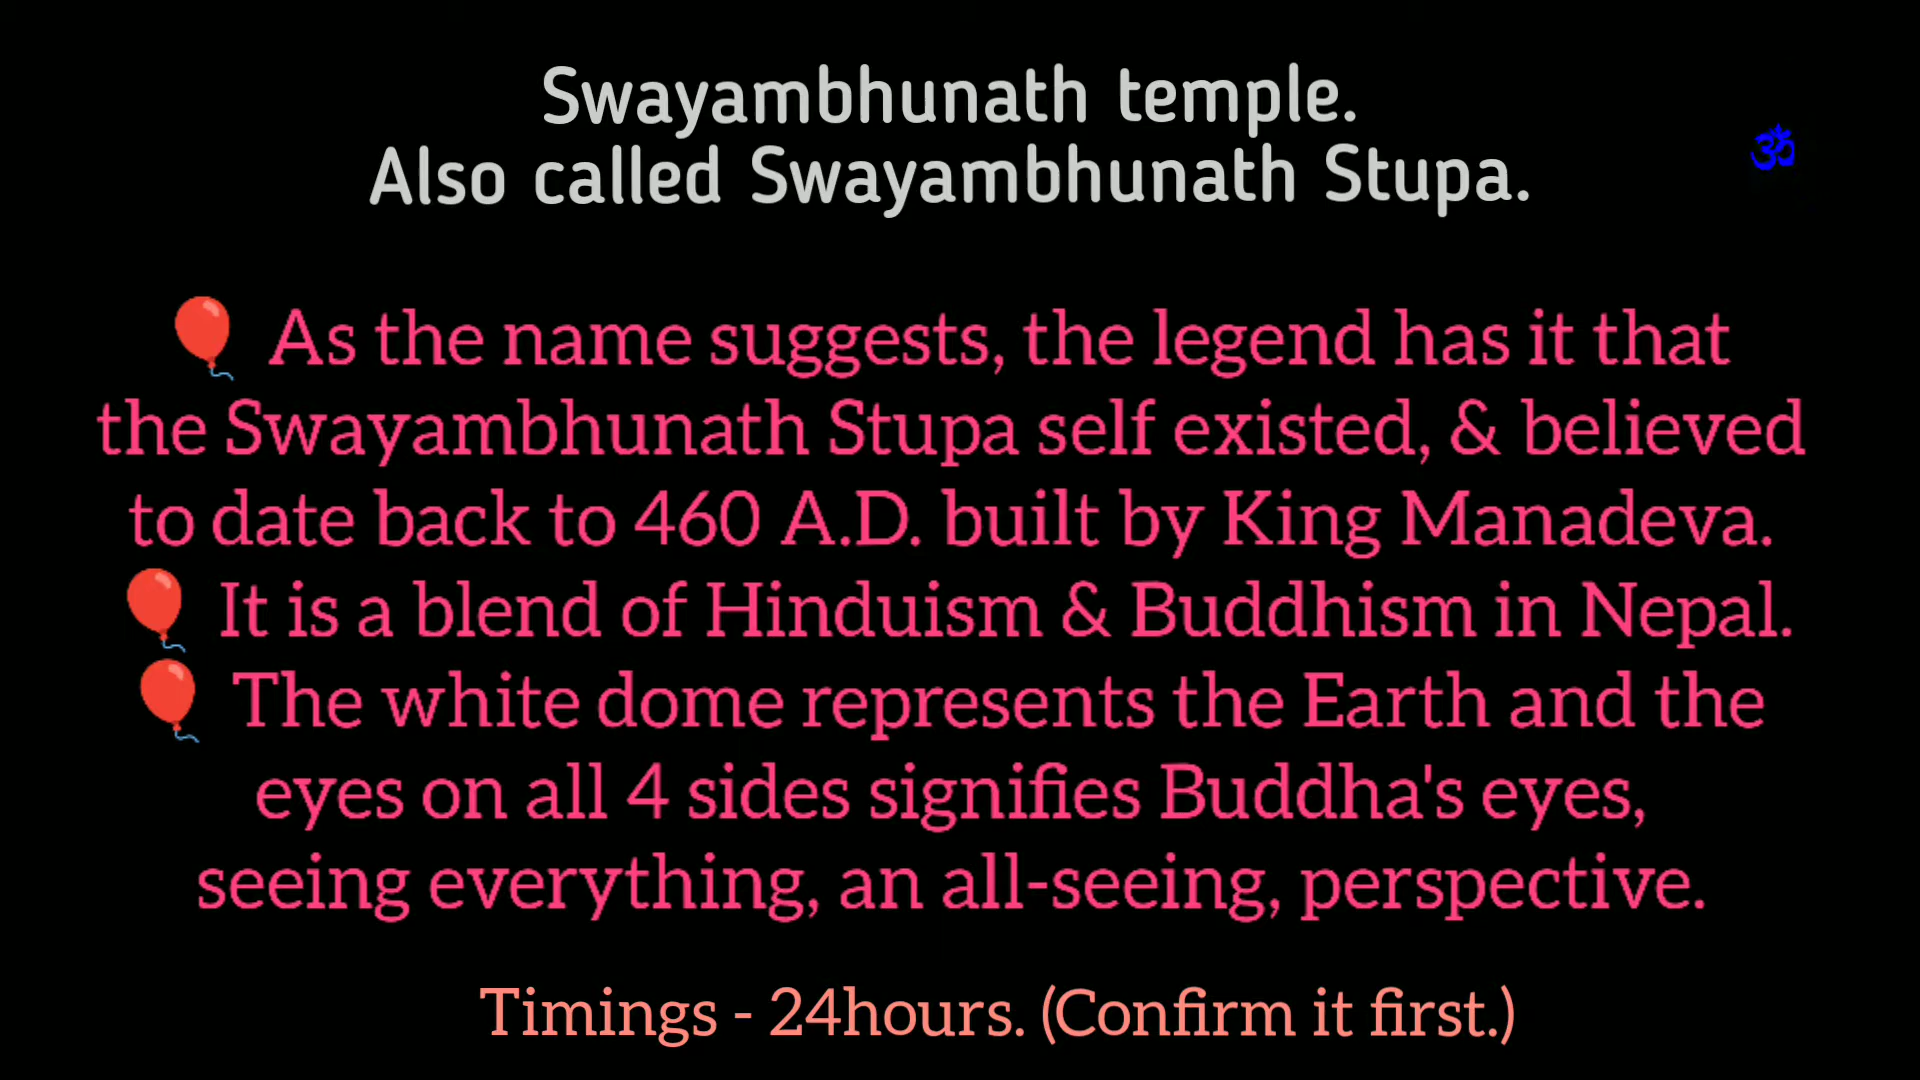 Swayambhunath temple.
Also called Swayambhunath Stupa.
ॐ
🎈 As the name suggests, the legend has it that
the Swayambhunath Stupa self existed, & believed
to date back to 460 A.D. built by King Manadeva.
🎈 It is a blend of Hinduism & Buddhism in Nepal.
🎈 The white dome represents the Earth and the
eyes on all 4 sides signifies Buddha's eyes,
seeing everything, an all-seeing, perspective.
Timings - 24hours. (Confirm it first.)